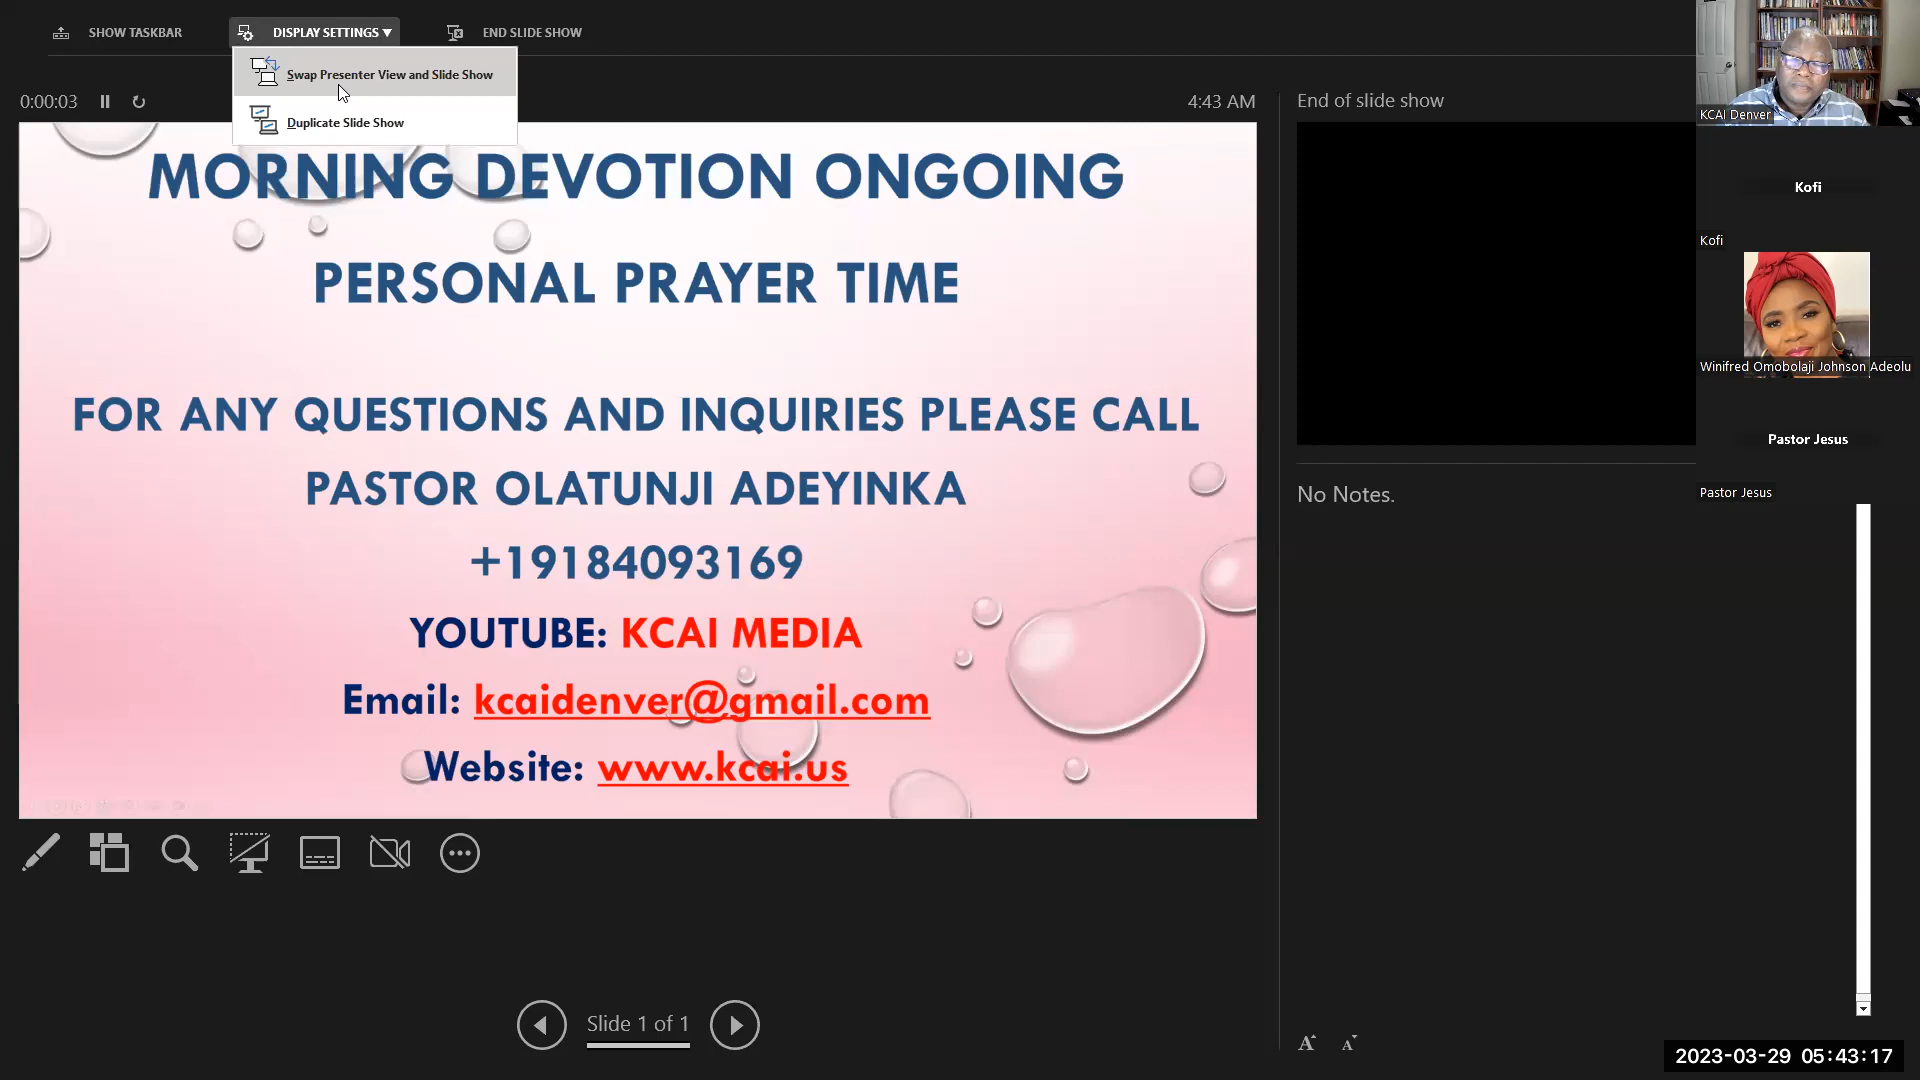 SHOW TASKBAR
DISPLAY SETTINGS ▼
END SLIDE SHOW
Swap Presenter View and Slide Show
Duplicate Slide Show
0:00:03
4:43 AM
End of slide show
MORNING DEVOTION ONGOING
PERSONAL PRAYER TIME
FOR ANY QUESTIONS AND INQUIRIES PLEASE CALL
PASTOR OLATUNJI ADEYINKA
+19184093169
YOUTUBE: KCAI MEDIA
Email: kcaidenver@gmail.com
Website: www.kcai.us
No Notes.
Slide 1 of 1
A A
KCAI Denver
Kofi
Kofi
Winifred Omobolaji Johnson Adeolu
Pastor Jesus
Pastor Jesus
2023-03-29 05:43:17